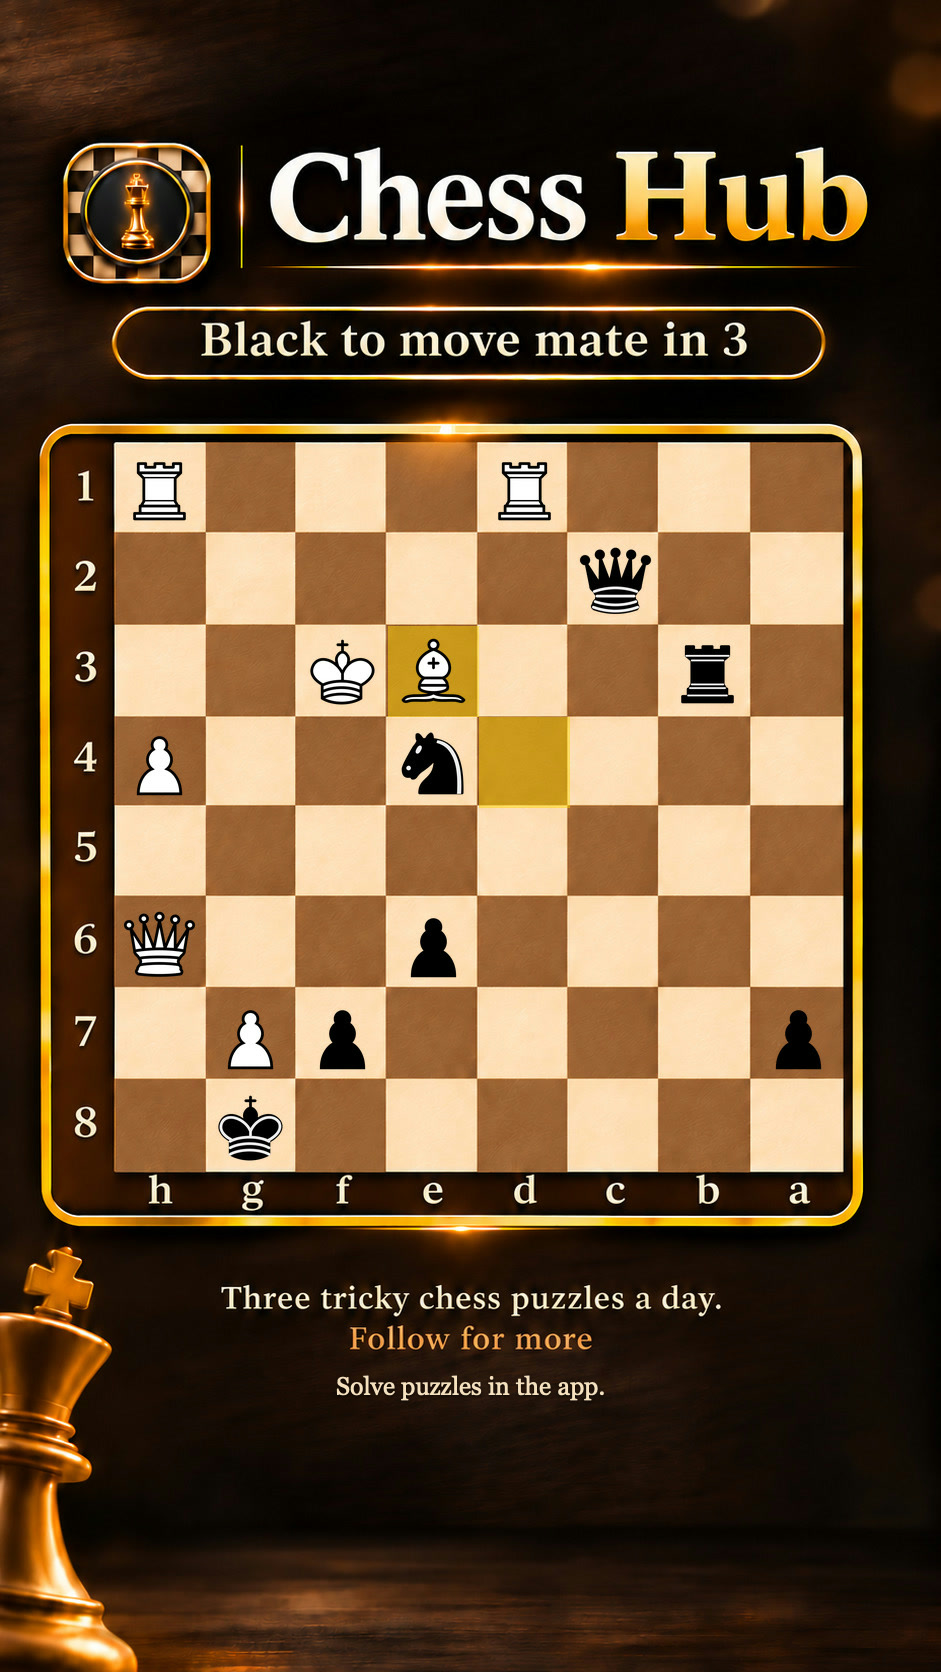 Chess Hub
Black to move mate in 3
1
2
3
4
5
6
7
8
h g f e d c b a
Three tricky chess puzzles a day.
Follow for more
Solve puzzles in the app.